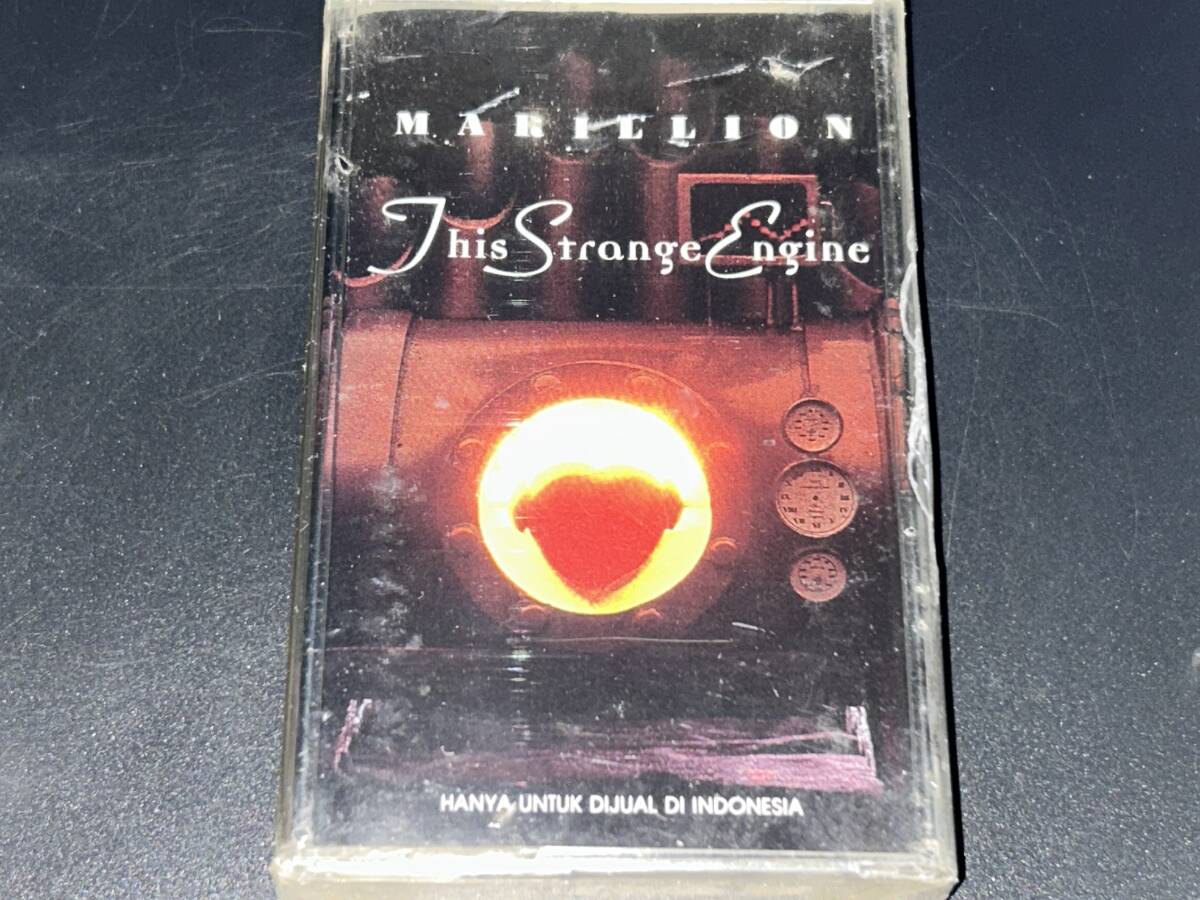 MARILLION
This Strange Engine
HANYA UNTUK DIJUAL DI INDONESIA